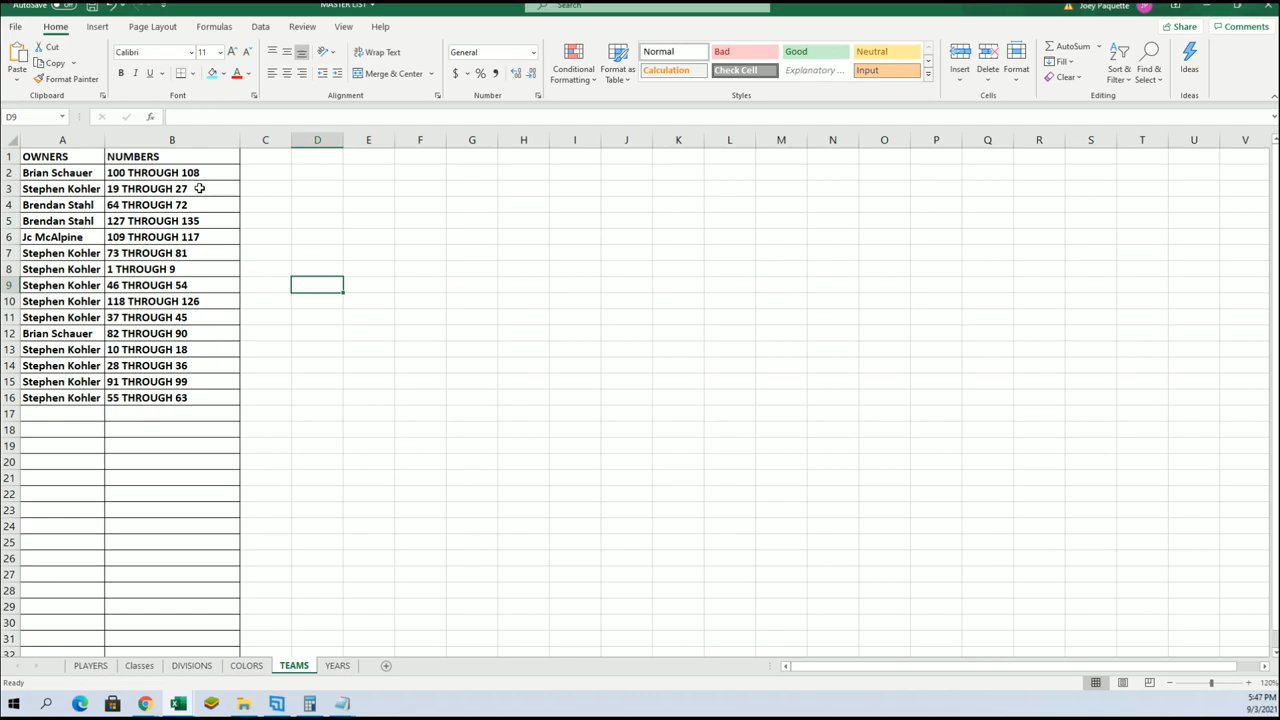 AutoSave
MASTER LIST
Search
Joey Paquette
File Home Insert Page Layout Formulas Data Review View Help Share Comments
Paste
Cut
Copy
Format Painter
Clipboard
Calibri 11
Font
Wrap Text
Merge & Center
Alignment
General
Number
Conditional Formatting
Format as Table
Normal Bad Good Neutral
Calculation Check Cell Explanatory ... Input
Styles
Insert Delete Format
Cells
AutoSum
Fill
Clear
Sort & Filter
Find & Select
Editing
Ideas
Ideas
D9
A B C D E F G H I J K L M N O P Q R S T U V
1 OWNERS NUMBERS
2 Brian Schauer 100 THROUGH 108
3 Stephen Kohler 19 THROUGH 27
4 Brendan Stahl 64 THROUGH 72
5 Brendan Stahl 127 THROUGH 135
6 Jc McAlpine 109 THROUGH 117
7 Stephen Kohler 73 THROUGH 81
8 Stephen Kohler 1 THROUGH 9
9 Stephen Kohler 46 THROUGH 54
10 Stephen Kohler 118 THROUGH 126
11 Stephen Kohler 37 THROUGH 45
12 Brian Schauer 82 THROUGH 90
13 Stephen Kohler 10 THROUGH 18
14 Stephen Kohler 28 THROUGH 36
15 Stephen Kohler 91 THROUGH 99
16 Stephen Kohler 55 THROUGH 63
17
18
19
20
21
22
23
24
25
26
27
28
29
30
31
32
PLAYERS Classes DIVISIONS COLORS TEAMS YEARS
Ready
120%
5:47 PM
9/3/2021